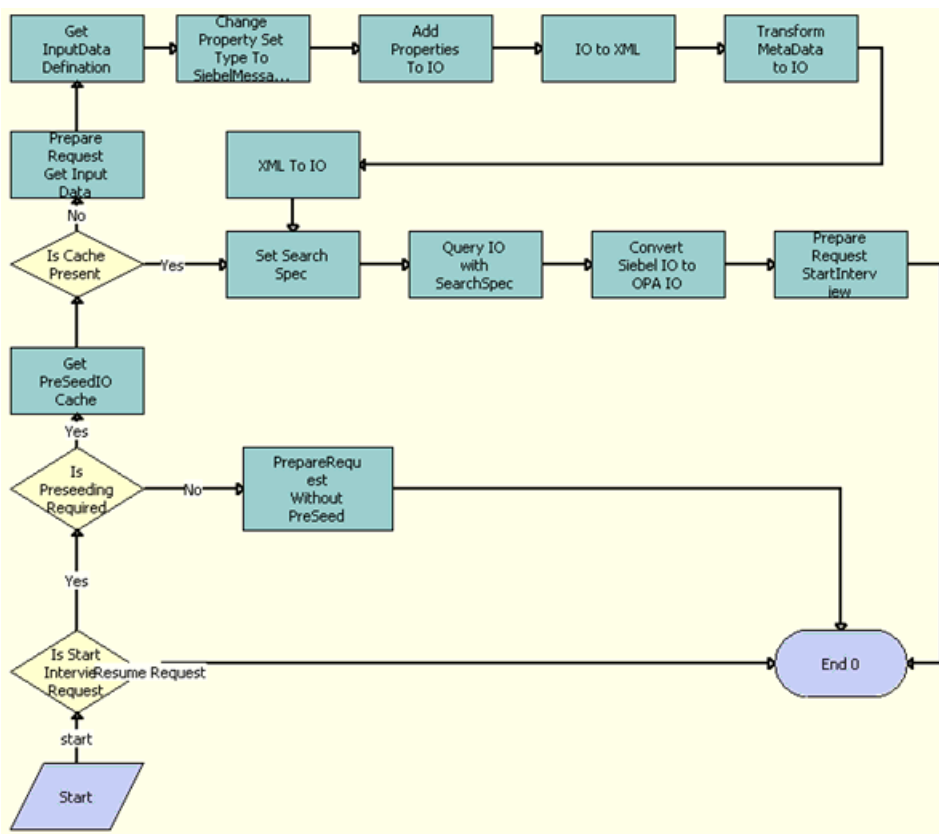 Get
InputData
Defination
Change
Property Set
Type To
SiebelMessa...
Add
Properties
To IO
IO to XML
Transform
MetaData
to IO
Prepare
Request
Get Input
Data
XML To IO
No
Is Cache
Present
Yes
Set Search
Spec
Query IO
with
SearchSpec
Convert
Siebel IO to
OPA IO
Prepare
Request
StartInterv
iew
Get
PreSeedIO
Cache
Yes
Is
Preseeding
Required
No
PrepareRequ
est
Without
PreSeed
Yes
Is Start
Intervie
Request
Resume Request
End 0
start
Start